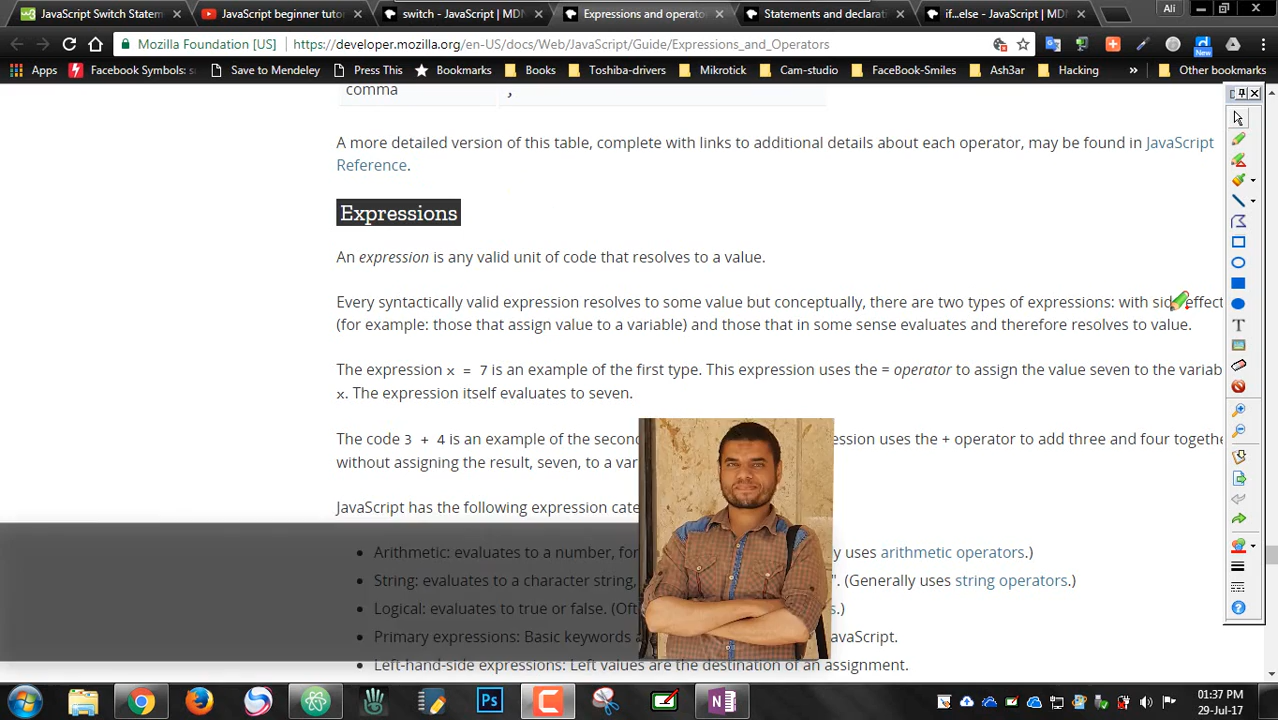 JavaScript Switch Statem
JavaScript beginner tuto
switch - JavaScript | MDN
Expressions and operato
Statements and declarati
if...else - JavaScript | MD
Ali
Mozilla Foundation [US]
https://developer.mozilla.org/en-US/docs/Web/JavaScript/Guide/Expressions_and_Operators
New
Apps
Facebook Symbols: s
Save to Mendeley
Press This
Bookmarks
Books
Toshiba-drivers
Mikrotick
Cam-studio
FaceBook-Smiles
Ash3ar
Hacking
»
Other bookmarks
comma ,
A more detailed version of this table, complete with links to additional details about each operator, may be found in JavaScript
Reference.
Expressions
An expression is any valid unit of code that resolves to a value.
Every syntactically valid expression resolves to some value but conceptually, there are two types of expressions: with side effect
(for example: those that assign value to a variable) and those that in some sense evaluates and therefore resolves to value.
The expression x = 7 is an example of the first type. This expression uses the = operator to assign the value seven to the variab
x. The expression itself evaluates to seven.
The code 3 + 4 is an example of the secon ession uses the + operator to add three and four togethe
without assigning the result, seven, to a var
JavaScript has the following expression cate
Arithmetic: evaluates to a number, for y uses arithmetic operators.)
String: evaluates to a character string, ". (Generally uses string operators.)
Logical: evaluates to true or false. (Oft s.)
Primary expressions: Basic keywords a avaScript.
Left-hand-side expressions: Left values are the destination of an assignment.
T
Ps
N
01:37 PM
29-Jul-17